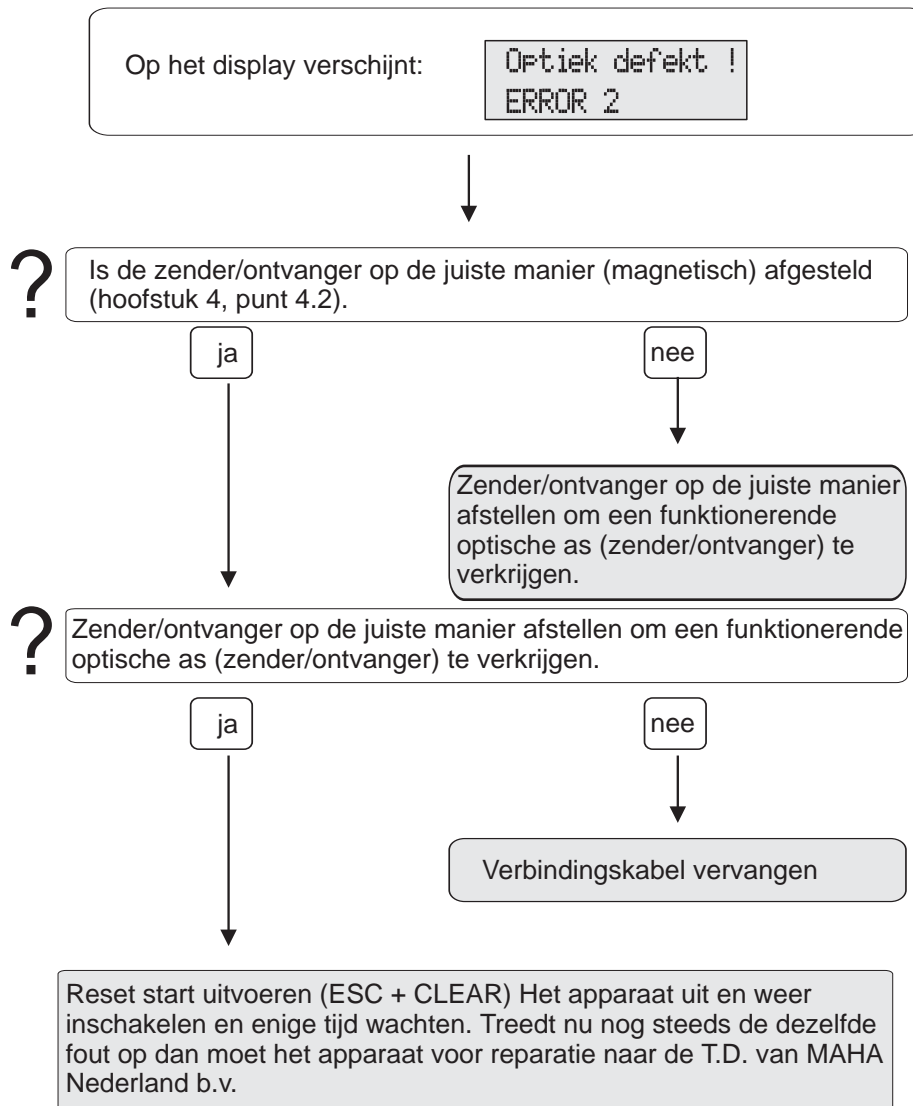 Op het display verschijnt:
Optiek defekt !
ERROR 2
?
Is de zender/ontvanger op de juiste manier (magnetisch) afgesteld
(hoofstuk 4, punt 4.2).
ja
nee
Zender/ontvanger op de juiste manier
afstellen om een funktionerende
optische as (zender/ontvanger) te
verkrijgen.
?
Zender/ontvanger op de juiste manier afstellen om een funktionerende
optische as (zender/ontvanger) te verkrijgen.
ja
nee
Verbindingskabel vervangen
Reset start uitvoeren (ESC + CLEAR) Het apparaat uit en weer
inschakelen en enige tijd wachten. Treedt nu nog steeds de dezelfde
fout op dan moet het apparaat voor reparatie naar de T.D. van MAHA
Nederland b.v.